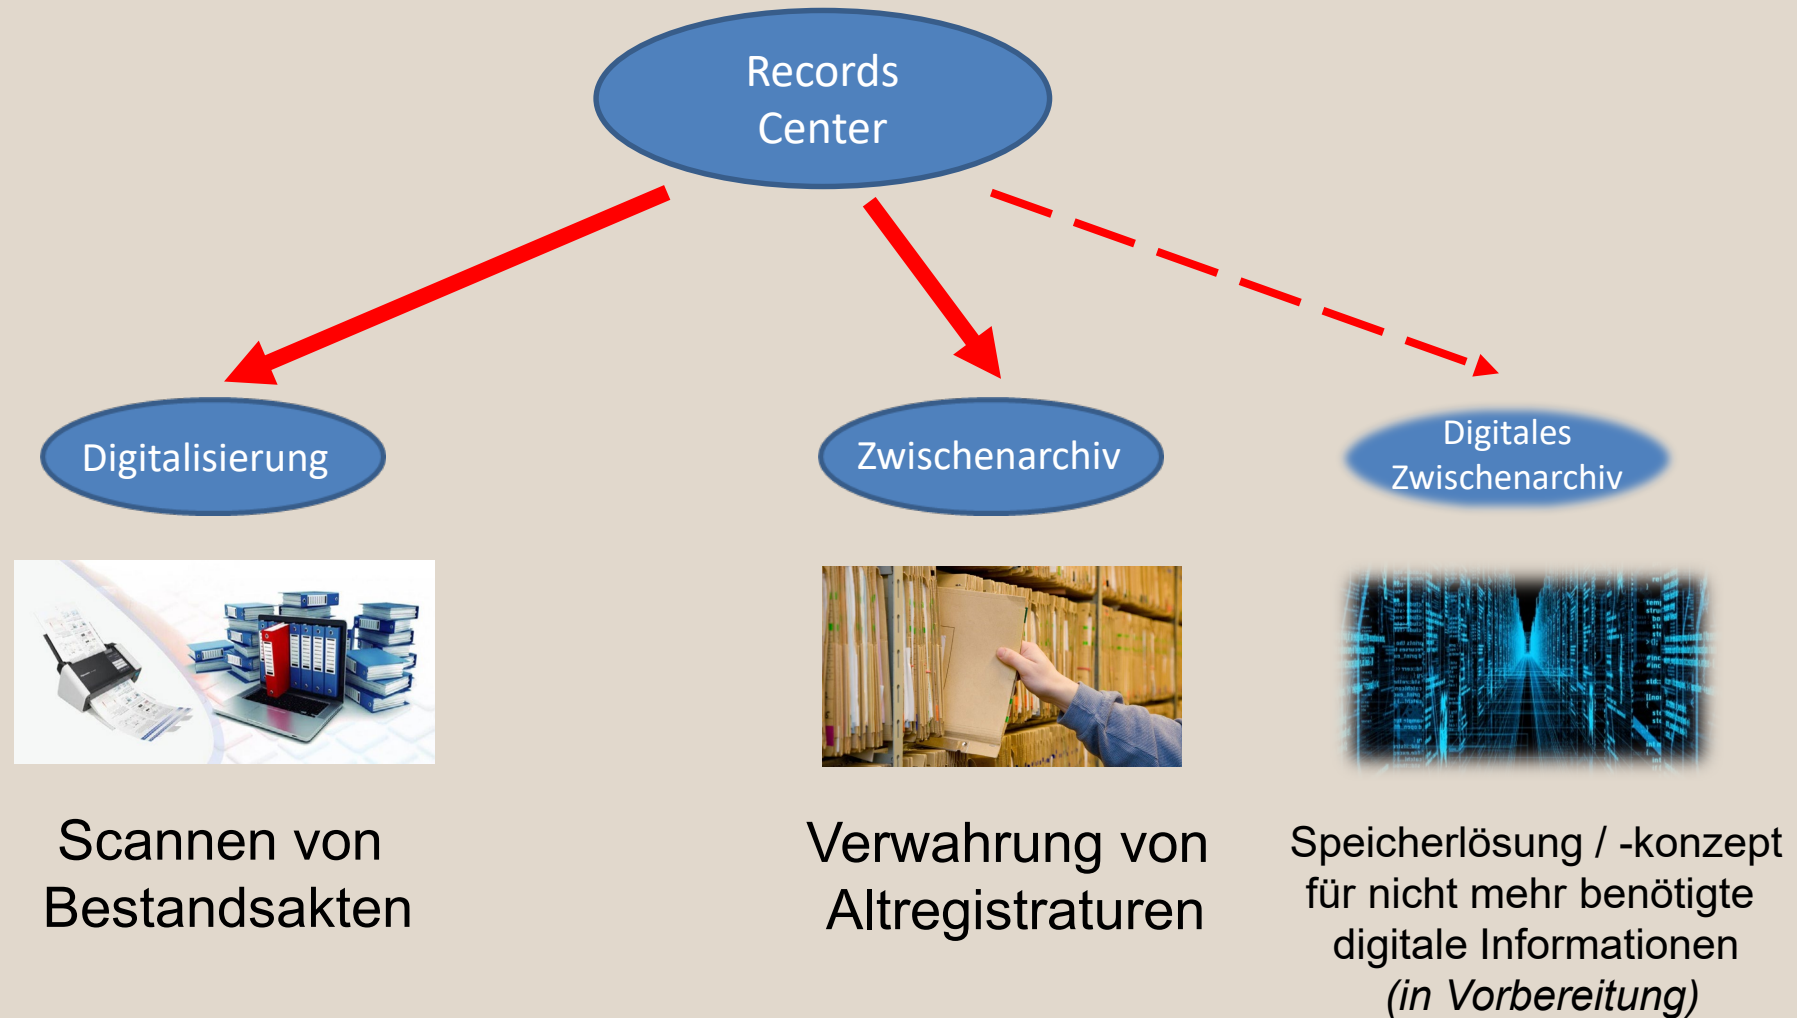 Records
Center
Digitalisierung
Zwischenarchiv
Digitales
Zwischenarchiv
Scannen von
Bestandsakten
Verwahrung von
Altregistraturen
Speicherlösung / -konzept
für nicht mehr benötigte
digitale Informationen
(in Vorbereitung)